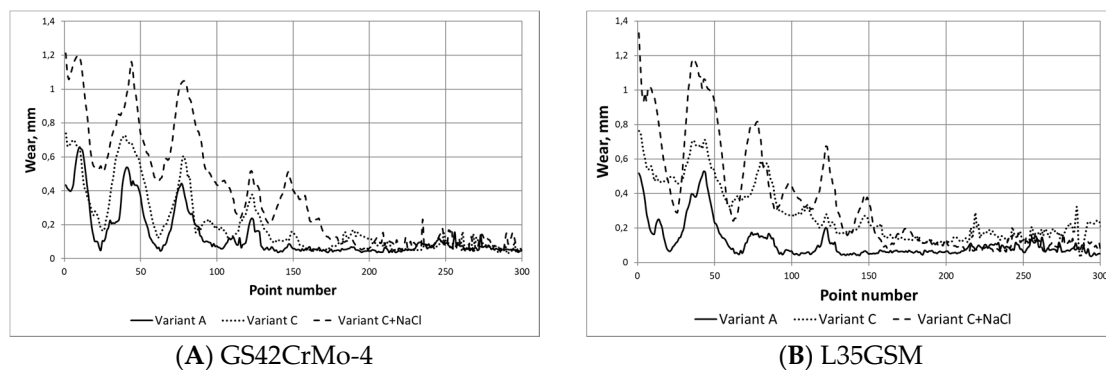 1,4
1,2
1
0,8
0,6
0,4
0,2
0
Wear, mm
0 50 100 150 200 250 300
Point number
Variant A Variant C Variant C+NaCl
(A) GS42CrMo-4
1,4
1,2
1
0,8
0,6
0,4
0,2
0
Wear, mm
0 50 100 150 200 250 300
Point number
Variant A Variant C Variant C+NaCl
(B) L35GSM